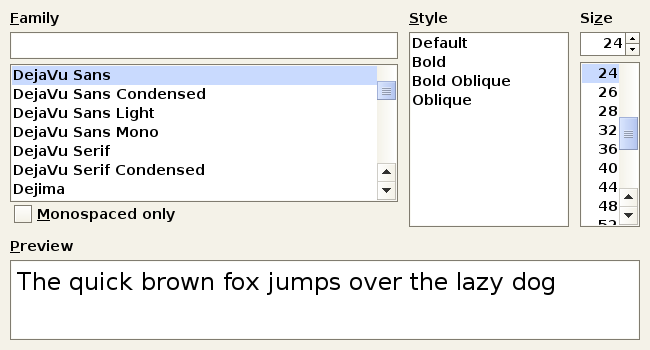 Family
Style
Size
24
DejaVu Sans
DejaVu Sans Condensed
DejaVu Sans Light
DejaVu Sans Mono
DejaVu Serif
DejaVu Serif Condensed
Dejima
Default
Bold
Bold Oblique
Oblique
24
26
28
32
36
40
44
48
52
Monospaced only
Preview
The quick brown fox jumps over the lazy dog